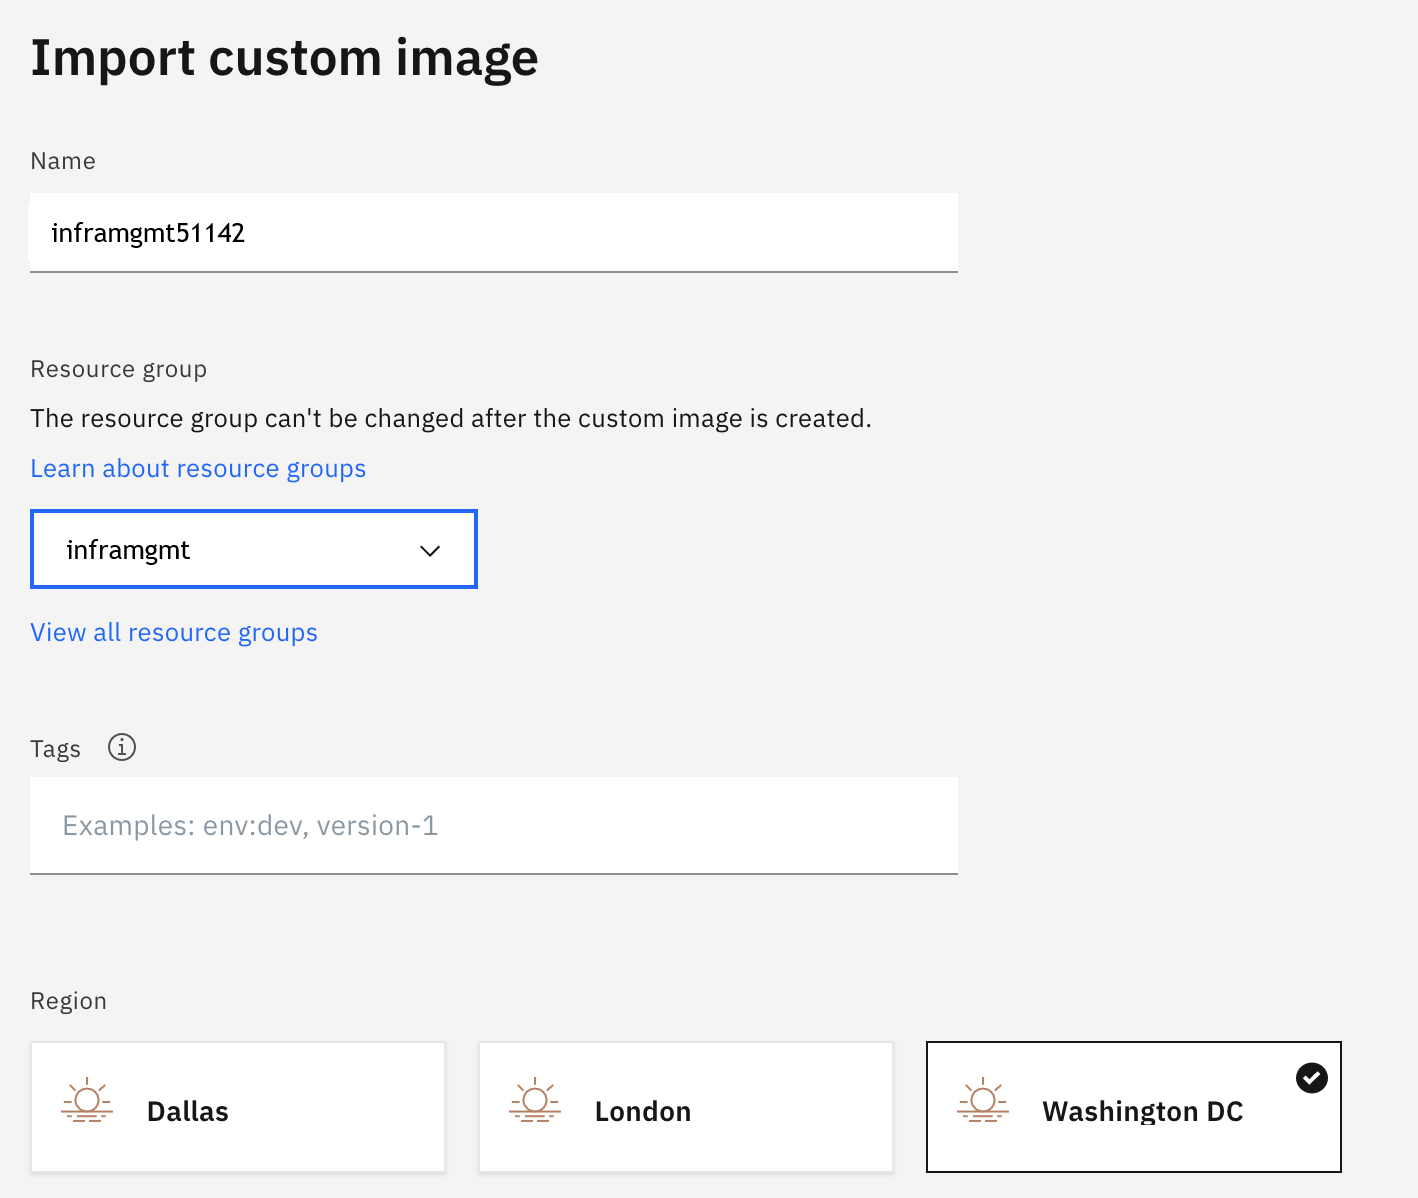 Import custom image
Name
inframgmt51142
Resource group
The resource group can't be changed after the custom image is created.
Learn about resource groups
inframgmt
View all resource groups
Tags
Examples: env:dev, version-1
Region
Dallas
London
Washington DC